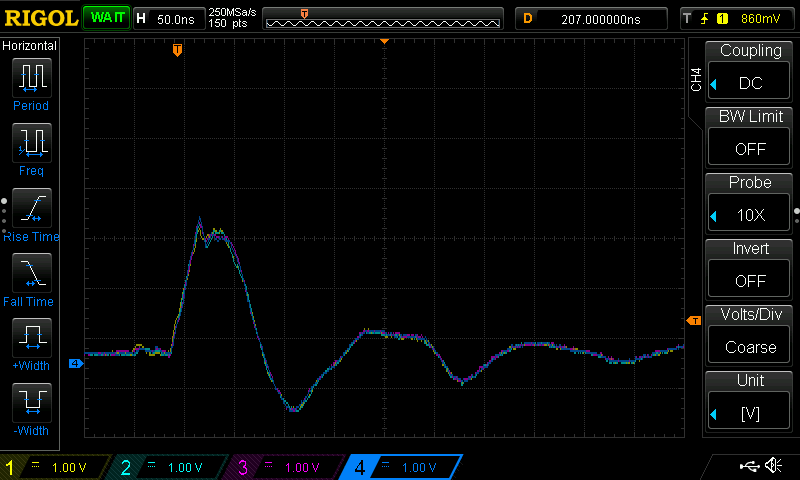 RIGOL WAIT H 50.0ns 250MSa/s 150 pts T D 207.000000ns T 1 860mV
Horizontal
Period
Freq
Rise Time
Fall Time
+Width
-Width
T
T
4
CH4
Coupling
DC
BW Limit
OFF
Probe
10X
Invert
OFF
Volts/Div
Coarse
Unit
[V]
1 1.00 V 2 1.00 V 3 1.00 V 4 1.00 V